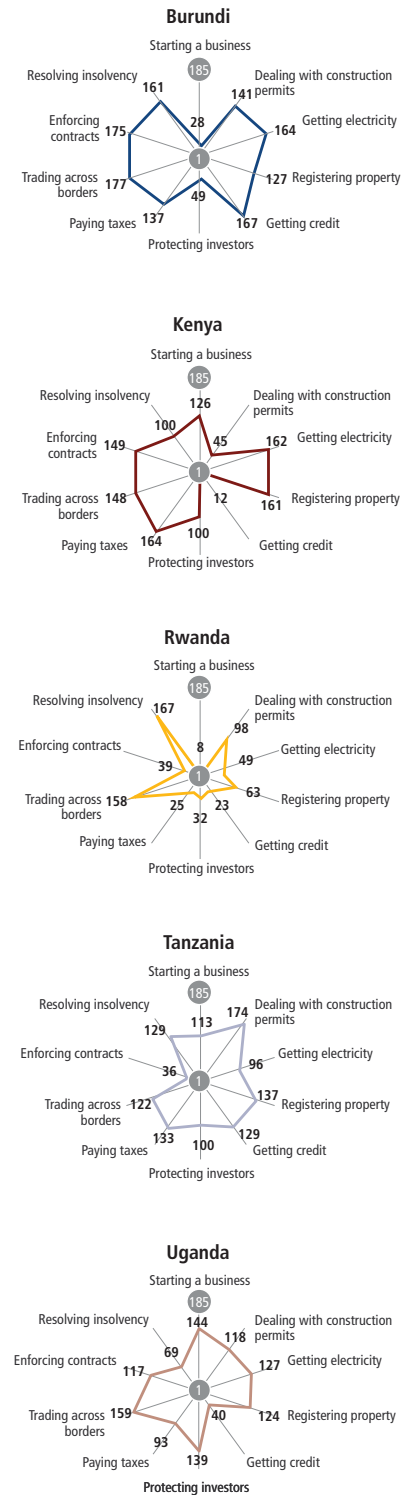 Burundi
Starting a business
185
Resolving insolvency
161
Dealing with construction
permits
141
28
Enforcing
contracts
175
Getting electricity
164
1
Trading across
borders
177
127
Registering property
49
137
Paying taxes
167
Getting credit
Protecting investors
Kenya
Starting a business
185
Resolving insolvency
100
126
Dealing with construction
permits
45
Enforcing
contracts
149
162
Getting electricity
1
Trading across
borders
148
12
161
Registering property
164
Paying taxes
100
Getting credit
Protecting investors
Rwanda
Starting a business
185
Resolving insolvency
167
Dealing with construction
permits
98
8
Enforcing contracts
39
49
Getting electricity
1
Trading across
borders
158
25
32
23
63
Registering property
Paying taxes
Getting credit
Protecting investors
Tanzania
Starting a business
185
Resolving insolvency
129
113
174
Dealing with construction
permits
Enforcing contracts
36
96
Getting electricity
1
Trading across
borders
122
137
Registering property
133
Paying taxes
100
129
Getting credit
Protecting investors
Uganda
Starting a business
185
144
Resolving insolvency
69
118
Dealing with construction
permits
Enforcing contracts
117
127
Getting electricity
1
Trading across
borders
159
40
124
Registering property
93
Paying taxes
139
Getting credit
Protecting investors